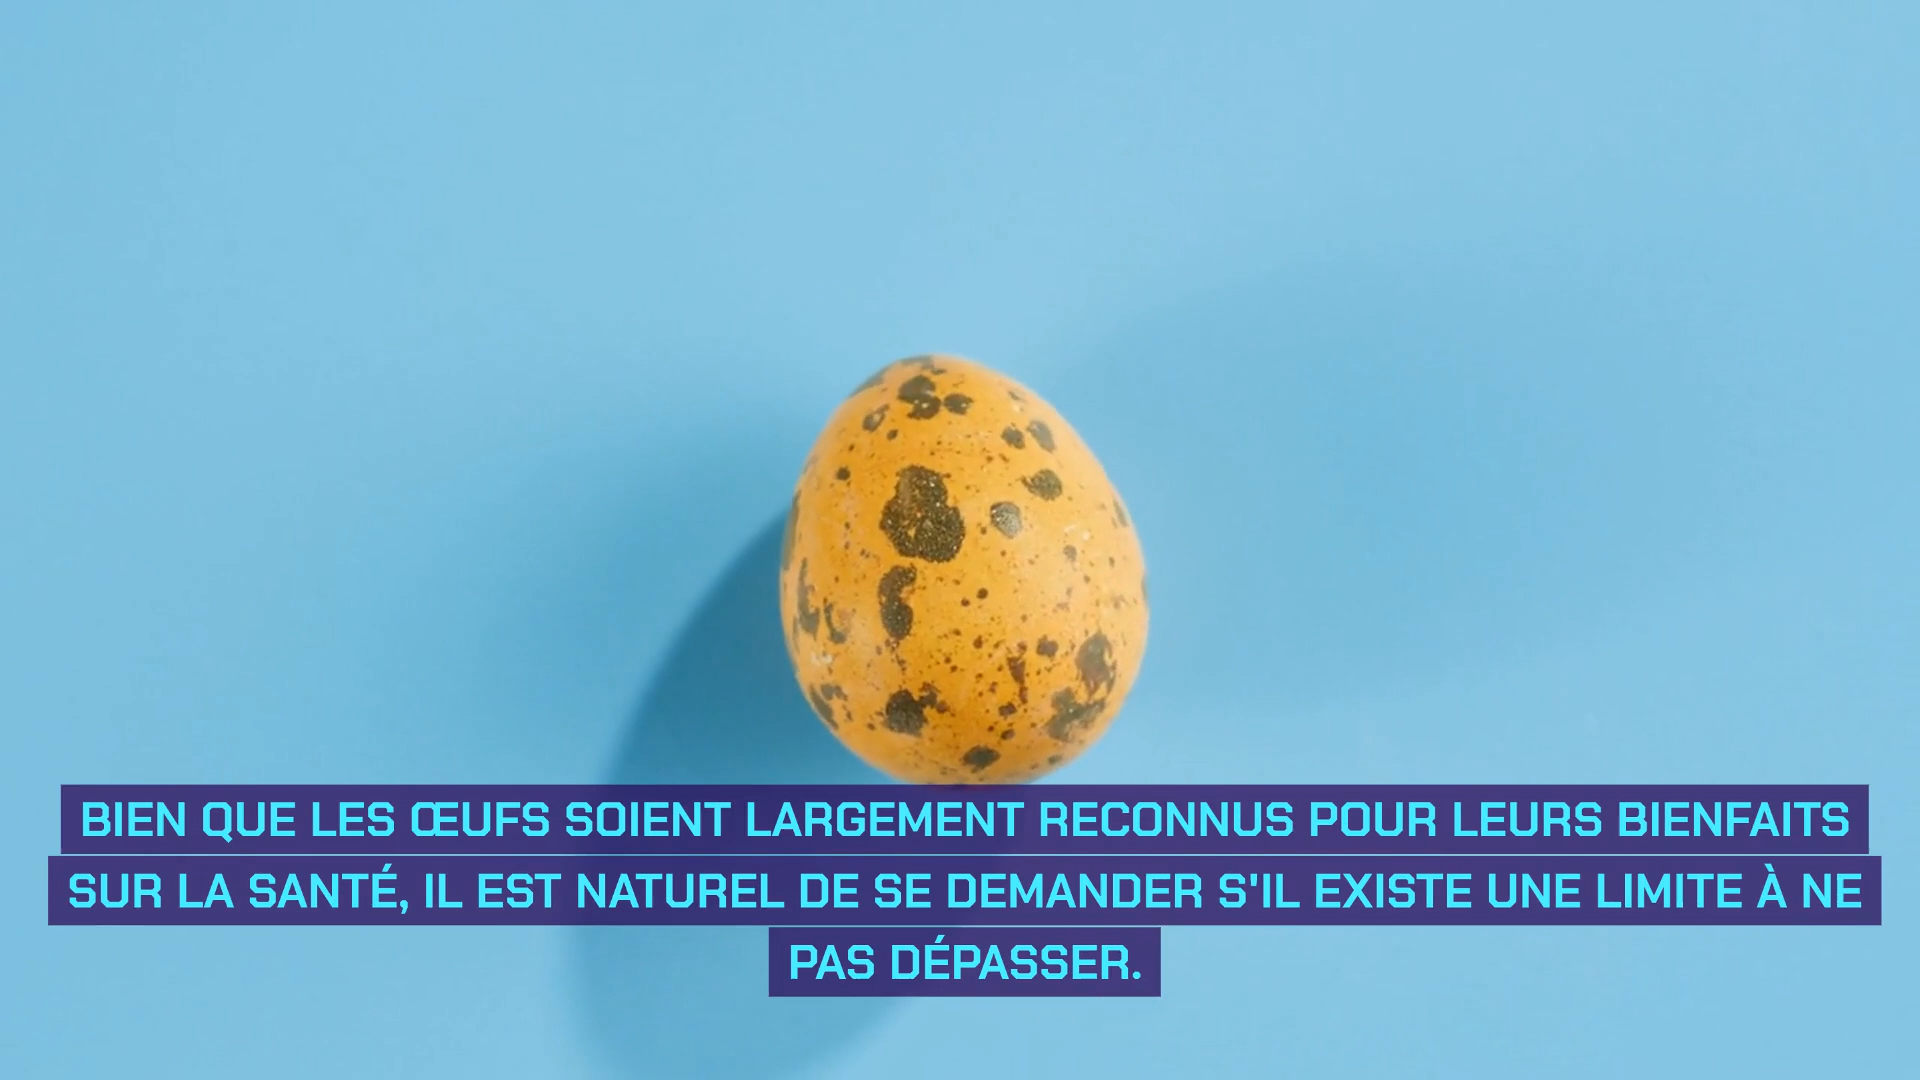 BIEN QUE LES ŒUFS SOIENT LARGEMENT RECONNUS POUR LEURS BIENFAITS
SUR LA SANTÉ, IL EST NATUREL DE SE DEMANDER S'IL EXISTE UNE LIMITE À NE
PAS DÉPASSER.